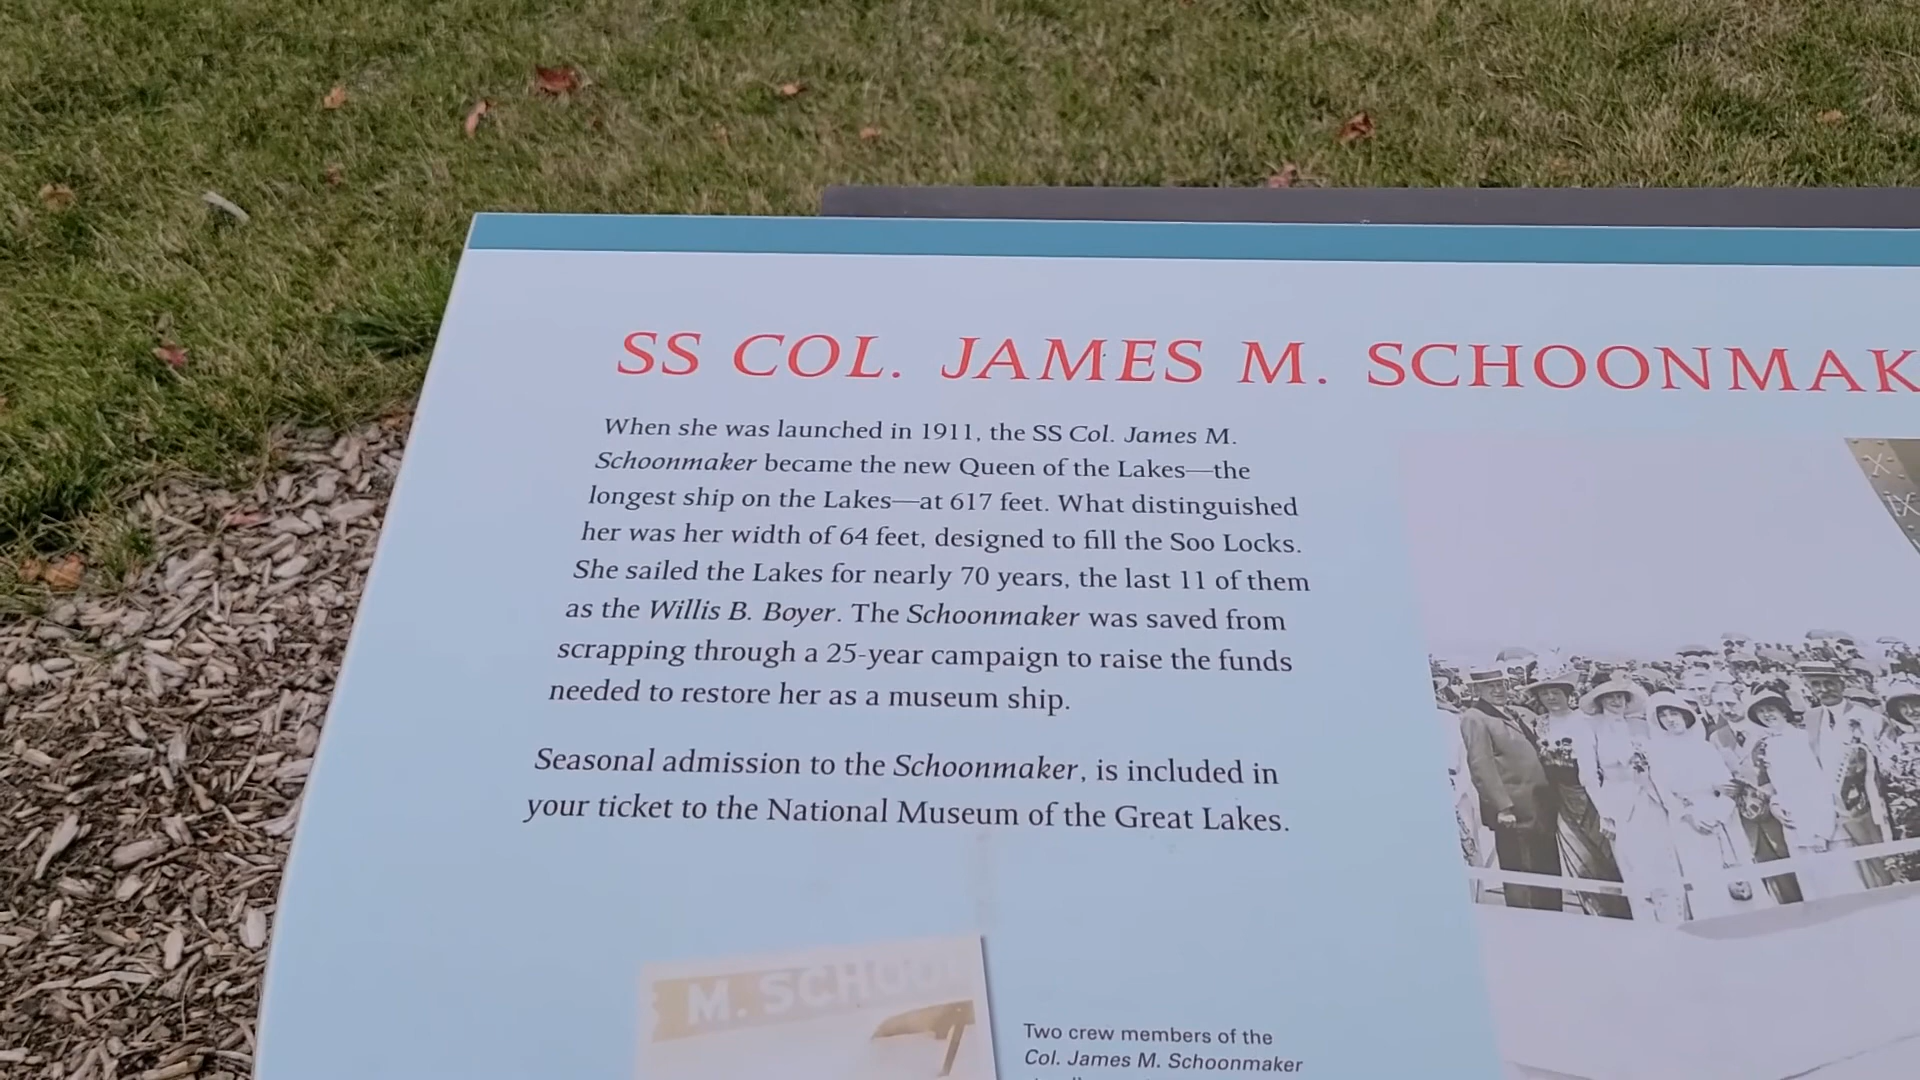 SS COL. JAMES M. SCHOONMAK
When she was launched in 1911, the SS Col. James M.
Schoonmaker became the new Queen of the Lakes—the
longest ship on the Lakes—at 617 feet. What distinguished
her was her width of 64 feet, designed to fill the Soo Locks.
She sailed the Lakes for nearly 70 years, the last 11 of them
as the Willis B. Boyer. The Schoonmaker was saved from
scrapping through a 25-year campaign to raise the funds
needed to restore her as a museum ship.
Seasonal admission to the Schoonmaker, is included in
your ticket to the National Museum of the Great Lakes.
M. SCHOO
Two crew members of the
Col. James M. Schoonmaker